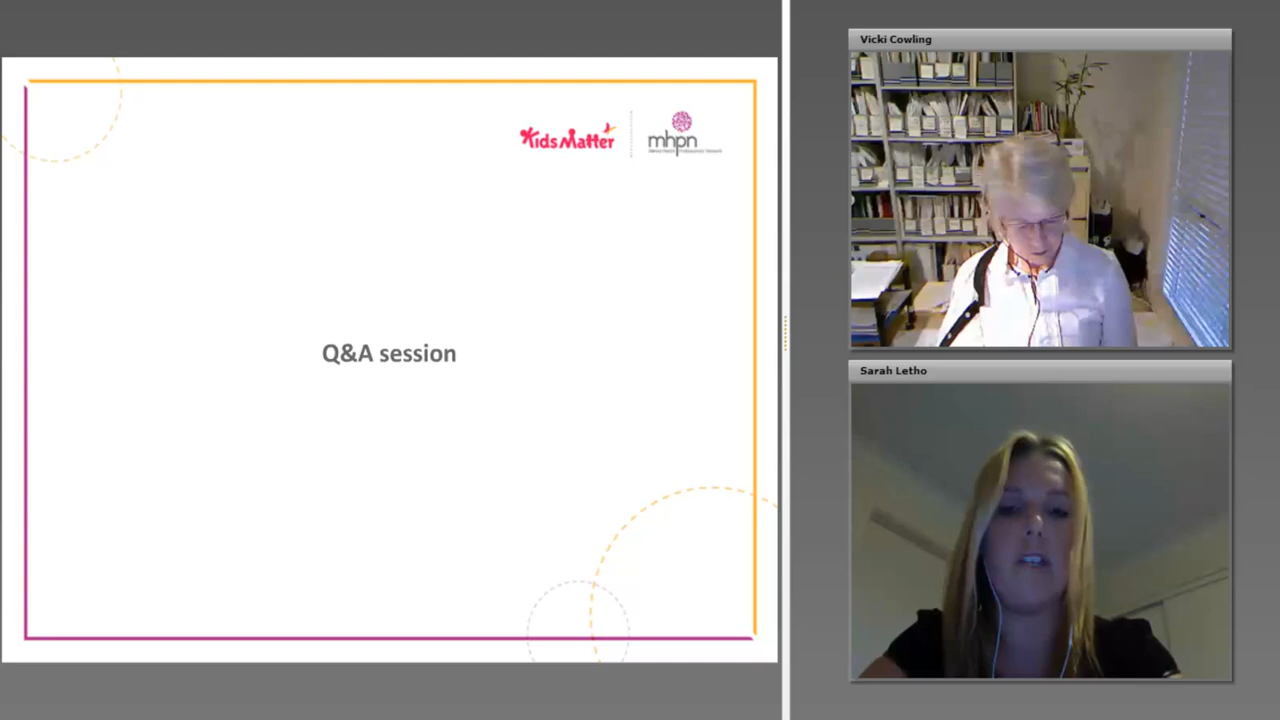 KidsMatter
mhpn
Q&A session
Vicki Cowling
Sarah Letho